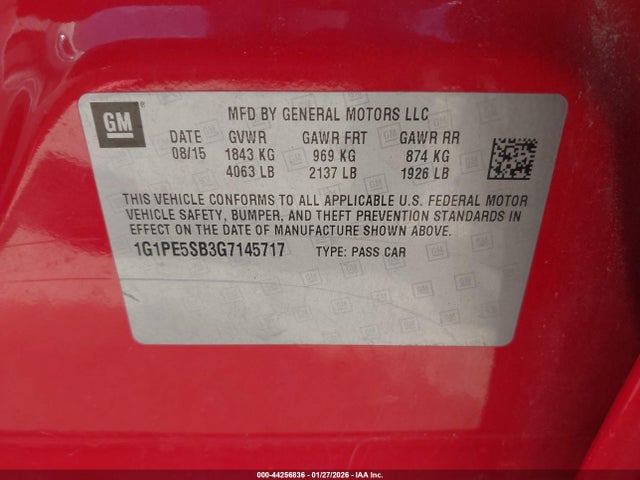 GM
MFD BY GENERAL MOTORS LLC
DATE GVWR GAWR FRT GAWR RR
08/15 1843 KG 969 KG 874 KG
4063 LB 2137 LB 1926 LB
THIS VEHICLE CONFORMS TO ALL APPLICABLE U.S. FEDERAL MOTOR
VEHICLE SAFETY, BUMPER, AND THEFT PREVENTION STANDARDS IN
EFFECT ON THE DATE OF MANUFACTURE SHOWN ABOVE.
1G1PE5SB3G7145717 TYPE: PASS CAR
000-44256836 - 01/27/2026 - IAA Inc.